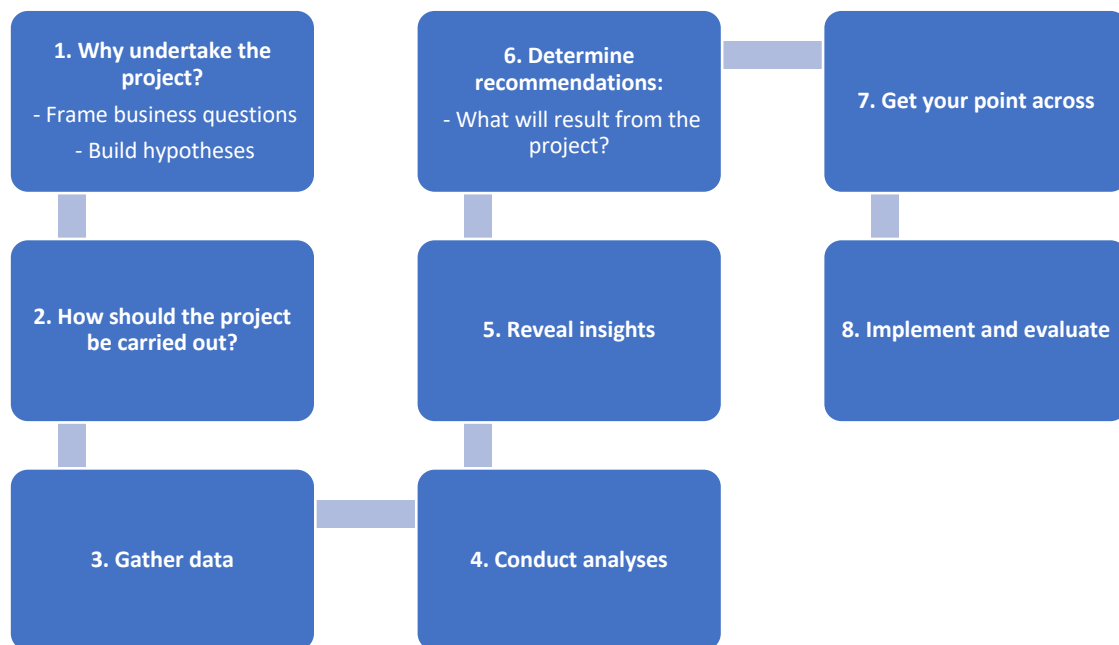 1. Why undertake the
project?
- Frame business questions
- Build hypotheses
2. How should the project
be carried out?
3. Gather data
4. Conduct analyses
5. Reveal insights
6. Determine
recommendations:
- What will result from the
project?
7. Get your point across
8. Implement and evaluate